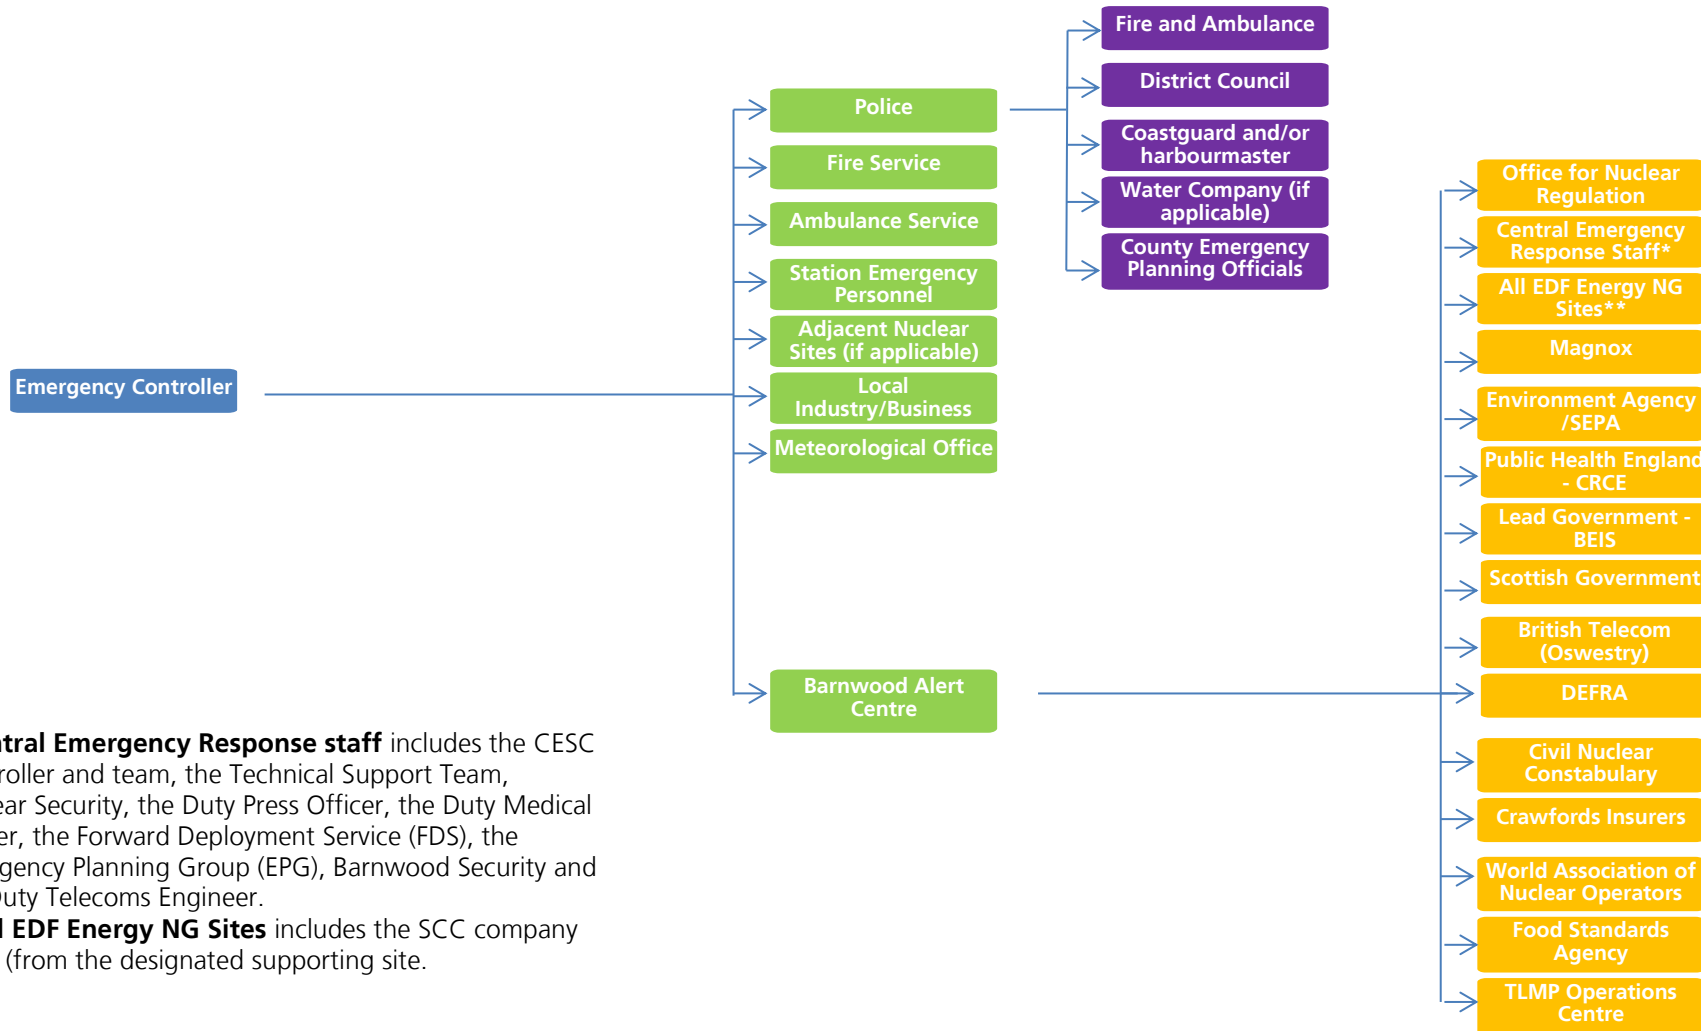 Emergency Controller
Police
Fire Service
Ambulance Service
Station Emergency
Personnel
Adjacent Nuclear
Sites (if applicable)
Local
Industry/Business
Meteorological Office
Barnwood Alert
Centre
Fire and Ambulance
District Council
Coastguard and/or
harbourmaster
Water Company (if
applicable)
County Emergency
Planning Officials
Office for Nuclear
Regulation
Central Emergency
Response Staff*
All EDF Energy NG
Sites**
Magnox
Environment Agency
/SEPA
Public Health England
- CRCE
Lead Government -
BEIS
Scottish Government
British Telecom
(Oswestry)
DEFRA
Civil Nuclear
Constabulary
Crawfords Insurers
World Association of
Nuclear Operators
Food Standards
Agency
TLMP Operations
Centre
ntral Emergency Response staff includes the CESC
roller and team, the Technical Support Team,
ear Security, the Duty Press Officer, the Duty Medical
er, the Forward Deployment Service (FDS), the
gency Planning Group (EPG), Barnwood Security and
Duty Telecoms Engineer.
l EDF Energy NG Sites includes the SCC company
(from the designated supporting site.